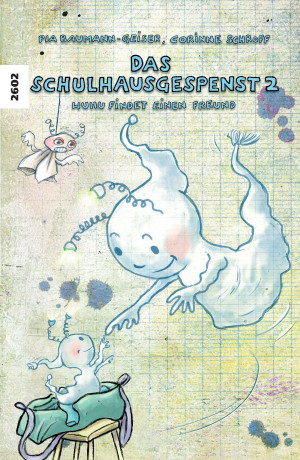 PIA BAUMANN-GEISER, CORINNE SCHROFF
DAS
SCHULHAUSGESPENST 2
HUHU FINDET EINEN FREUND
2602